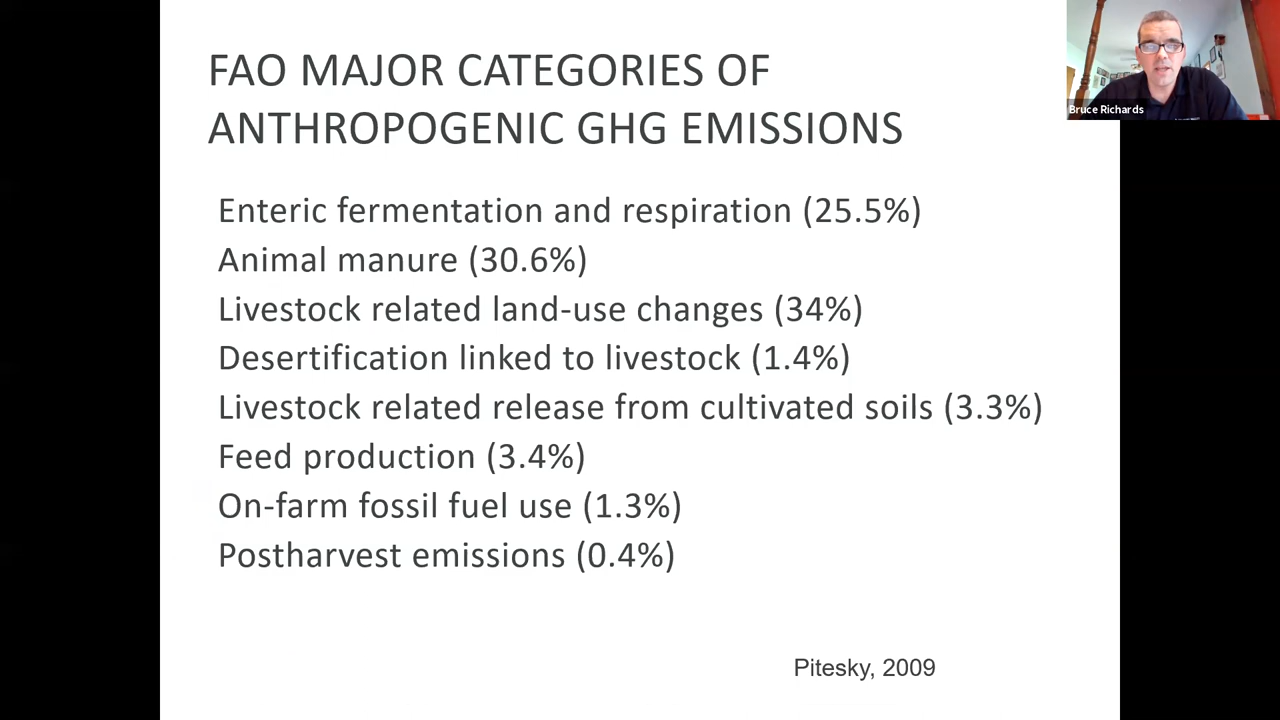 FAO MAJOR CATEGORIES OF
ANTHROPOGENIC GHG EMISSIONS
Bruce Richards
Enteric fermentation and respiration (25.5%)
Animal manure (30.6%)
Livestock related land-use changes (34%)
Desertification linked to livestock (1.4%)
Livestock related release from cultivated soils (3.3%)
Feed production (3.4%)
On-farm fossil fuel use (1.3%)
Postharvest emissions (0.4%)
Pitesky, 2009